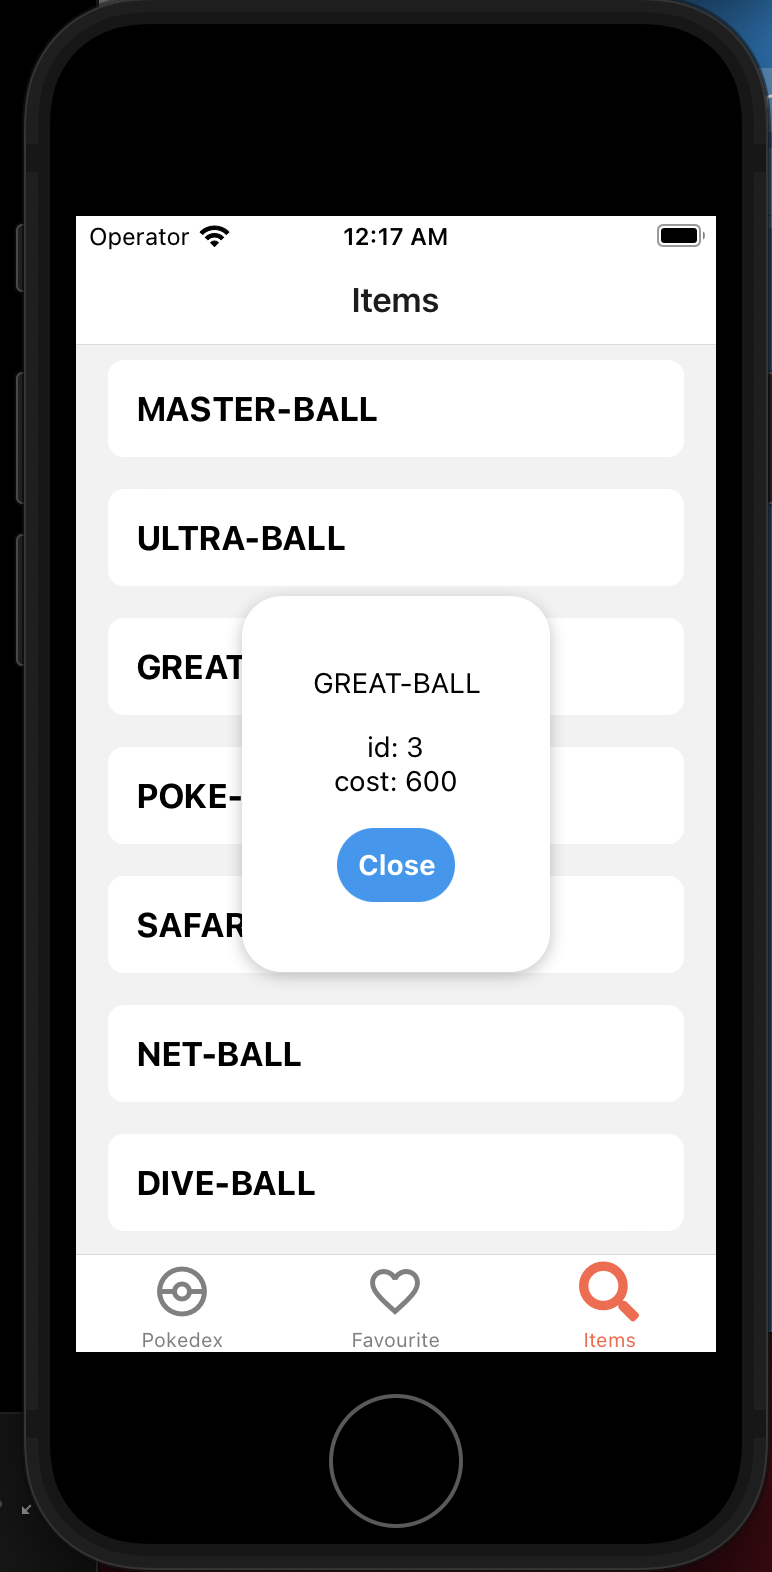 Operator 12:17 AM
Items
MASTER-BALL
ULTRA-BALL
GREAT
POKE-
SAFAR
GREAT-BALL
id: 3
cost: 600
Close
NET-BALL
DIVE-BALL
Pokedex Favourite Items